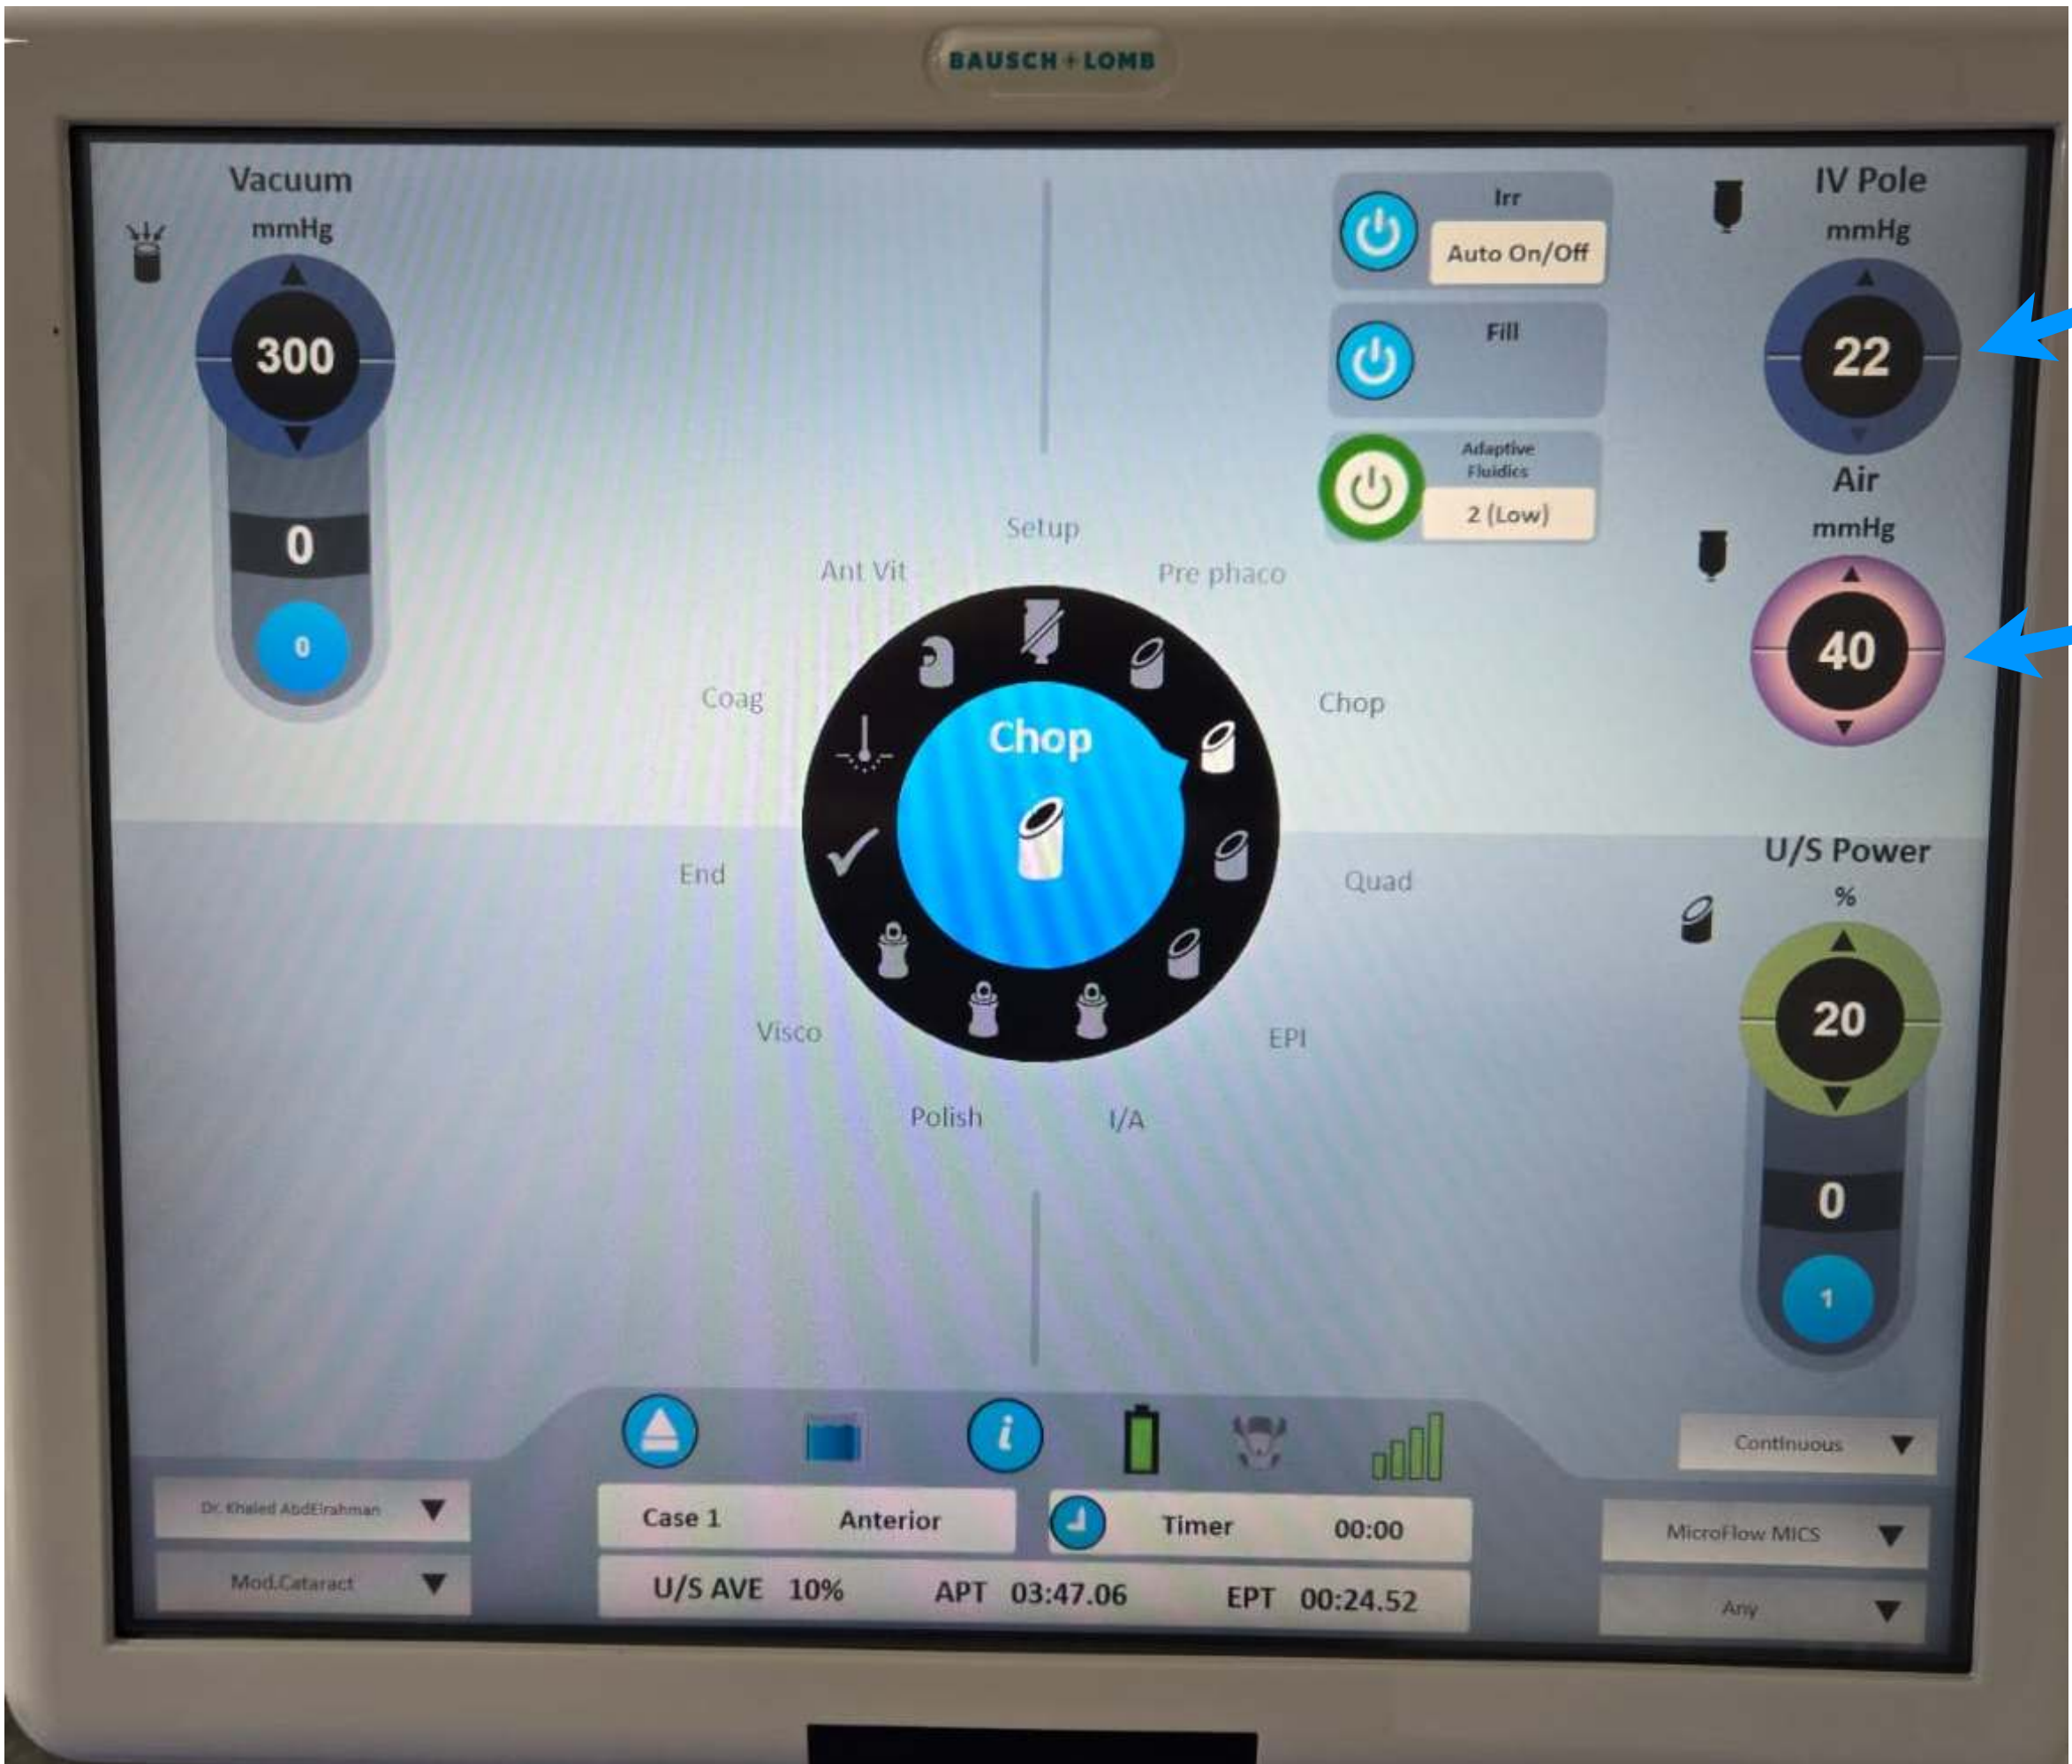 BAUSCH + LOMB
Vacuum
mmHg
300
0
0
Irr
Auto On/Off
Fill
Adaptive
Fluidics
2 (Low)
IV Pole
mmHg
22
Air
mmHg
40
Setup
Ant Vit
Pre phaco
Coag
Chop
Chop
End
Quad
Visco
EPI
Polish
I/A
U/S Power
%
20
0
1
Continuous
Dr. Khaled AbdElrahman
Mod.Cataract
Case 1 Anterior
Timer 00:00
U/S AVE 10% APT 03:47.06 EPT 00:24.52
MicroFlow MICS
Any